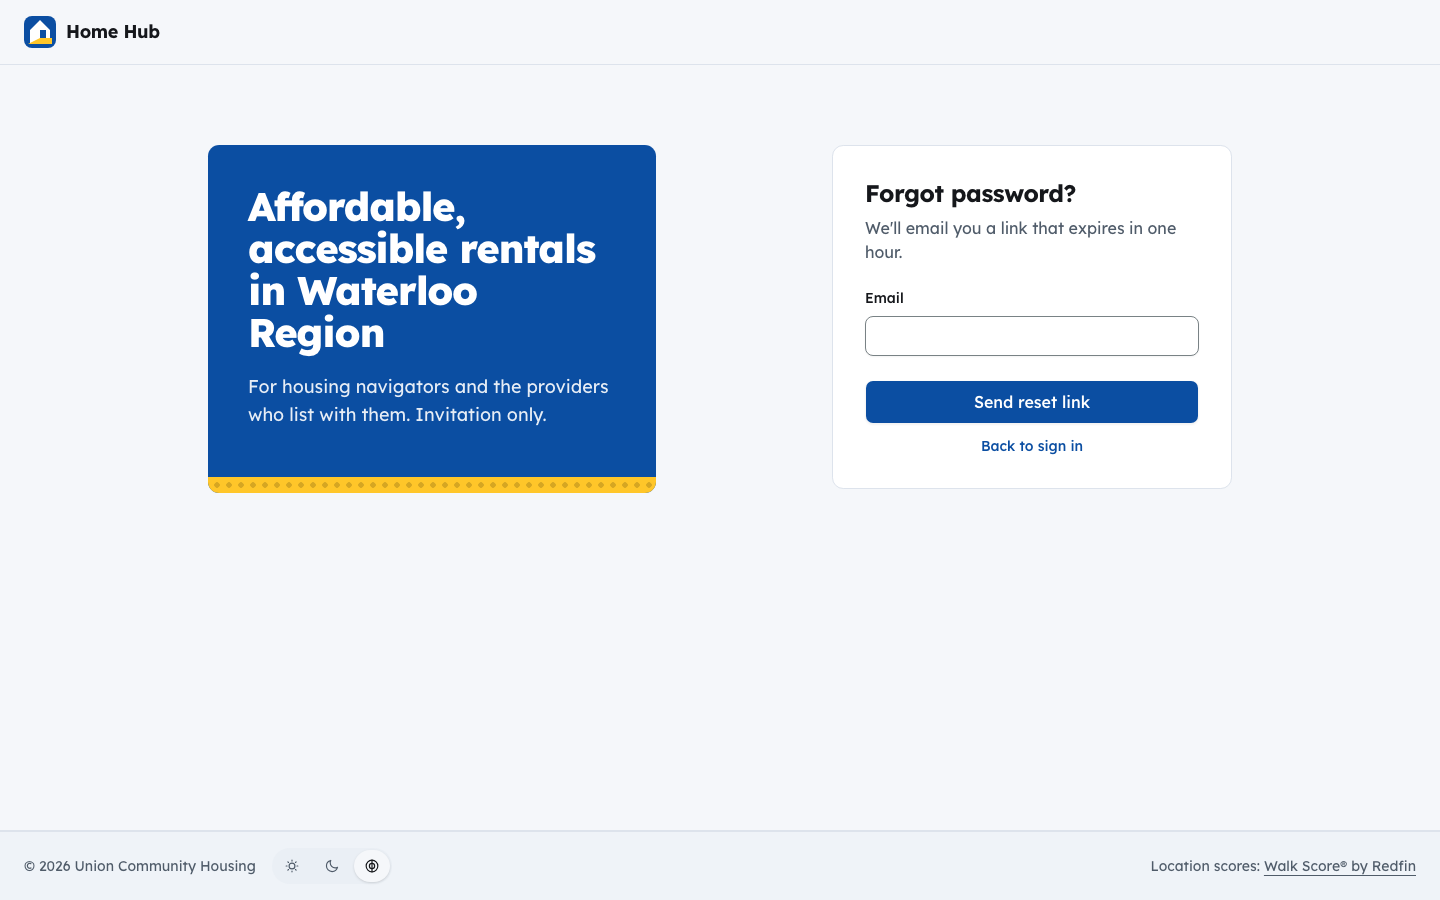 Home Hub
Affordable,
accessible rentals
in Waterloo
Region
For housing navigators and the providers
who list with them. Invitation only.
Forgot password?
We'll email you a link that expires in one
hour.
Email
Send reset link
Back to sign in
© 2026 Union Community Housing
Location scores: Walk Score® by Redfin